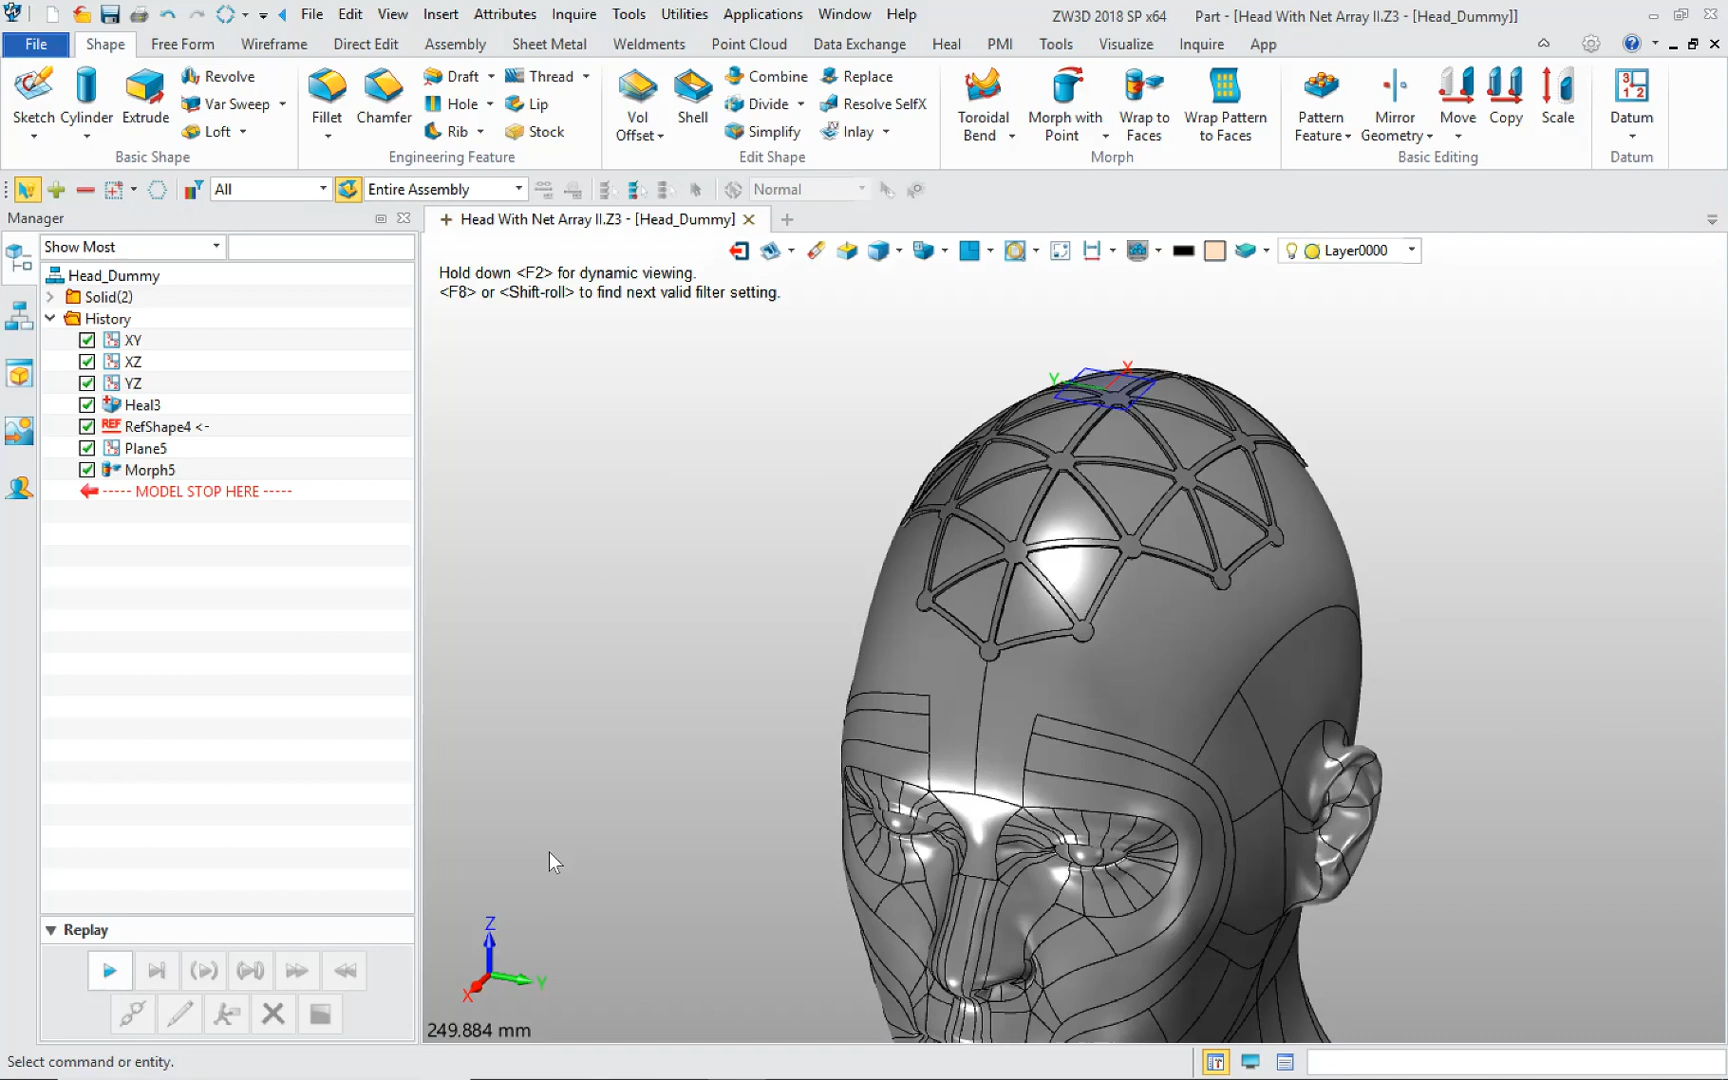 File Edit View Insert Attributes Inquire Tools Utilities Applications Window Help ZW3D 2018 SP x64 Part - [Head With Net Array II.Z3 - [Head_Dummy]]
File Shape Free Form Wireframe Direct Edit Assembly Sheet Metal Weldments Point Cloud Data Exchange Heal PMI Tools Visualize Inquire App
Sketch Cylinder Extrude Revolve Var Sweep Loft
Basic Shape
Fillet Chamfer Draft Hole Rib Thread Lip Stock
Engineering Feature
Vol Offset Shell Combine Divide Simplify Replace Resolve SelfX Inlay
Edit Shape
Toroidal Bend Morph with Point Wrap to Faces Wrap Pattern to Faces
Morph
Pattern Feature Mirror Geometry Move Copy Scale
Basic Editing
Datum
Datum
All Entire Assembly Normal
Manager
Head With Net Array II.Z3 - [Head_Dummy]
Show Most
Layer0000
Hold down <F2> for dynamic viewing.
<F8> or <Shift-roll> to find next valid filter setting.
Head_Dummy
Solid(2)
History
XY
XZ
YZ
Heal3
REF RefShape4 <-
Plane5
Morph5
----- MODEL STOP HERE -----
X
Y
Replay
Z
Y
X
249.884 mm
Select command or entity.